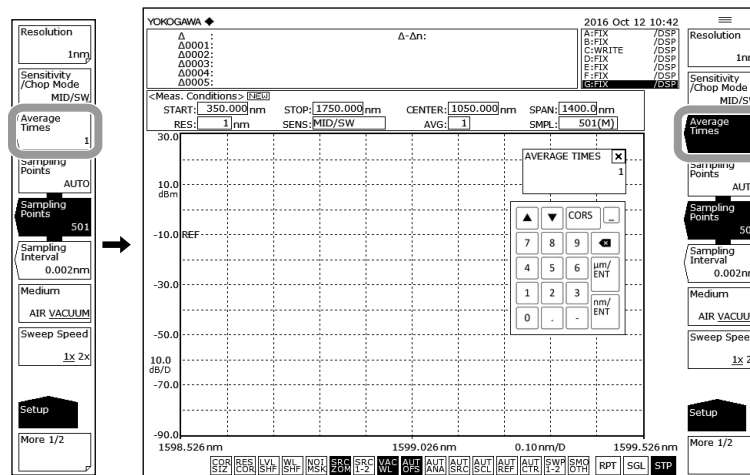 Resolution
1nm
Sensitivity
/Chop Mode
MID/SW
Average
Times
1
Sampling
Points
AUTO
Sampling
Points
501
Sampling
Interval
0.002nm
Medium
AIR VACUUM
Sweep Speed
1x 2x
Setup
More 1/2
YOKOGAWA ◆
2016 Oct 12 10:42
Δ :
Δ0001:
Δ0002:
Δ0003:
Δ0004:
Δ0005:
Δ-Δn:
A:FIX /DSP
B:FIX /DSP
C:WRITE /DSP
D:FIX /DSP
E:FIX /DSP
F:FIX /DSP
G:FIX /DSP
<Meas. Conditions> NEW
START: 350.000 nm STOP: 1750.000 nm CENTER: 1050.000 nm SPAN: 1400.0 nm
RES: 1 nm SENS: MID/SW AVG: 1 SMPL: 501(M)
30.0
10.0
dBm
-10.0 REF
-30.0
-50.0
10.0
dB/D
-70.0
-90.0
1598.526nm 1599.026nm 0.10nm/D 1599.526nm
AVERAGE TIMES ×
1
▲ ▼ CORS _
7 8 9
4 5 6 μm/
ENT
1 2 3 nm/
ENT
0 . -
COR
SIZ
RES
COR
LVL
SHF
WL
SHF
NOI
MSK
SRC
ZOM
SRC
1-2
VAC
WL
AUT
OFS
AUT
ANA
AUT
SRC
AUT
SCL
AUT
REF
AUT
CTR
SWP
1-2
SMO
OTH
RPT SGL STP
Resolution
1nm
Sensitivity
/Chop Mode
MID/SW
Average
Times
Sampling
Points
AUTO
Sampling
Points
50
Sampling
Interval
0.002nm
Medium
AIR VACUU
Sweep Spee
1x 2
Setup
More 1/2